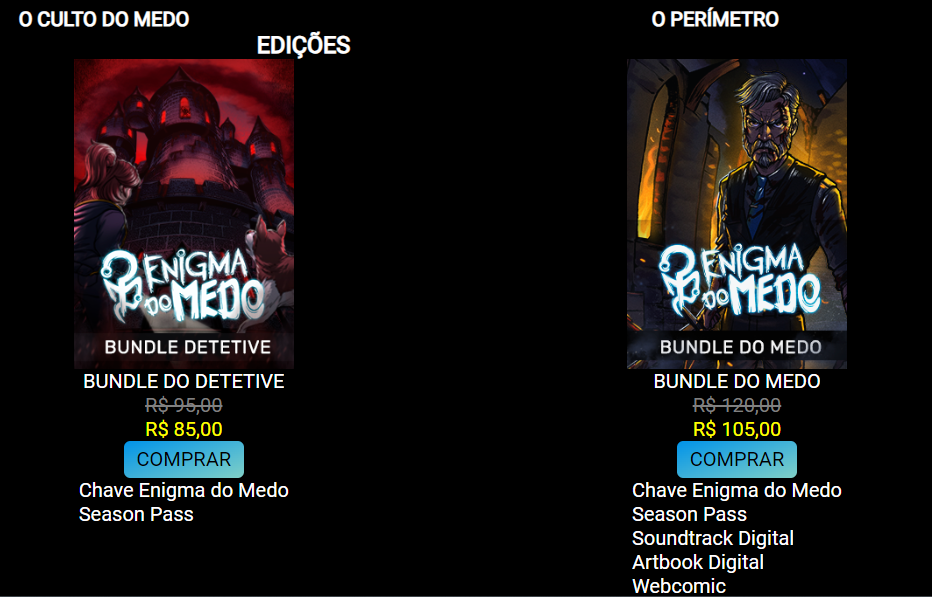 O CULTO DO MEDO
O PERÍMETRO
EDIÇÕES
ENIGMA
DO MEDO
BUNDLE DETETIVE
BUNDLE DO DETETIVE
R$ 95,00
R$ 85,00
COMPRAR
Chave Enigma do Medo
Season Pass
ENIGMA
DO MEDO
BUNDLE DO MEDO
BUNDLE DO MEDO
R$ 120,00
R$ 105,00
COMPRAR
Chave Enigma do Medo
Season Pass
Soundtrack Digital
Artbook Digital
Webcomic